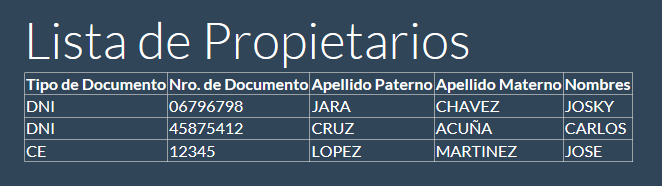 Lista de Propietarios
Tipo de Documento Nro. de Documento Apellido Paterno Apellido Materno Nombres
DNI 06796798 JARA CHAVEZ JOSKY
DNI 45875412 CRUZ ACUÑA CARLOS
CE 12345 LOPEZ MARTINEZ JOSE